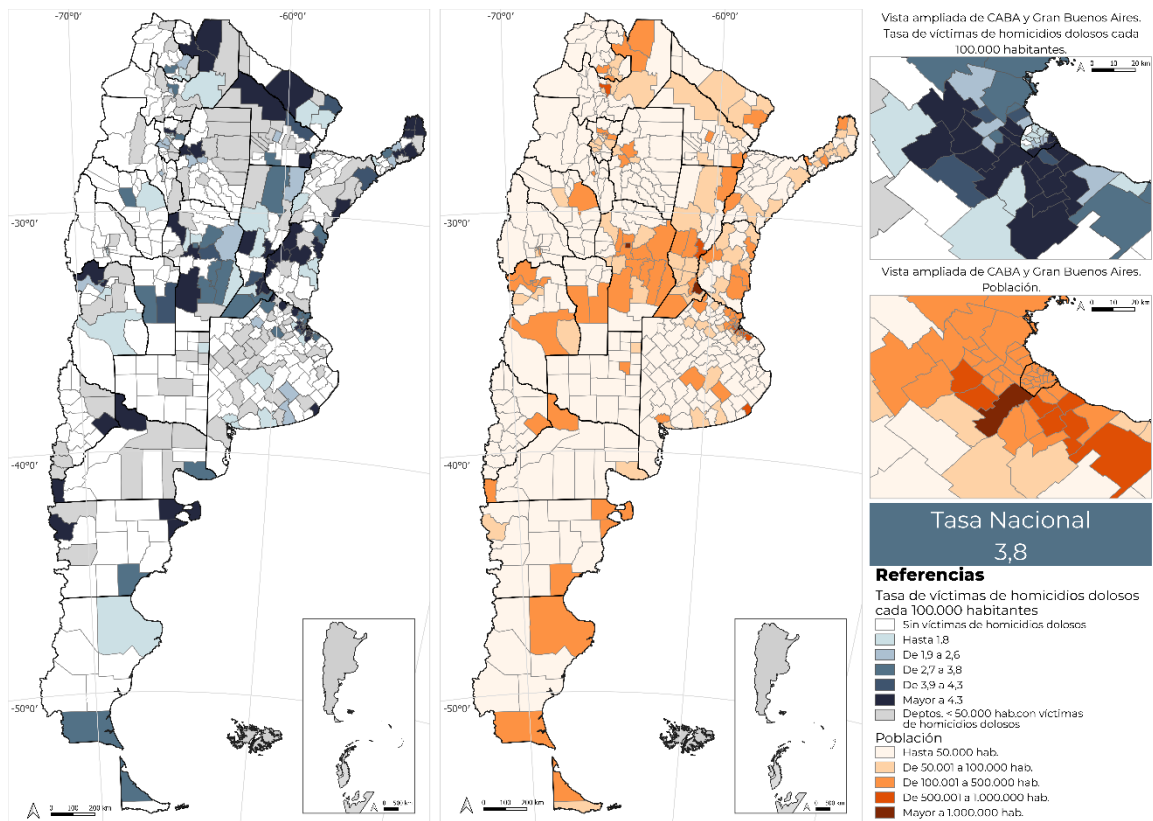 -70°0'
-60°0'
-30°0'
-40°0'
-50°0'
0 100 200 km
0 500 km
-70°0'
-60°0'
-30°0'
-40°0'
-50°0'
0 100 200 km
0 500 km
Vista ampliada de CABA y Gran Buenos Aires.
Tasa de víctimas de homicidios dolosos cada
100.000 habitantes.
0 10 20 km
Vista ampliada de CABA y Gran Buenos Aires.
Población.
0 10 20 km
Tasa Nacional
3,8
Referencias
Tasa de víctimas de homicidios dolosos
cada 100.000 habitantes
Sin víctimas de homicidios dolosos
Hasta 1,8
De 1,9 a 2,6
De 2,7 a 3,8
De 3,9 a 4,3
Mayor a 4.3
Deptos. < 50.000 hab.con víctimas
de homicidios dolosos
Población
Hasta 50.000 hab.
De 50.001 a 100.000 hab.
De 100.001 a 500.000 hab.
De 500.001 a 1.000.000 hab.
Mayor a 1.000.000 hab.